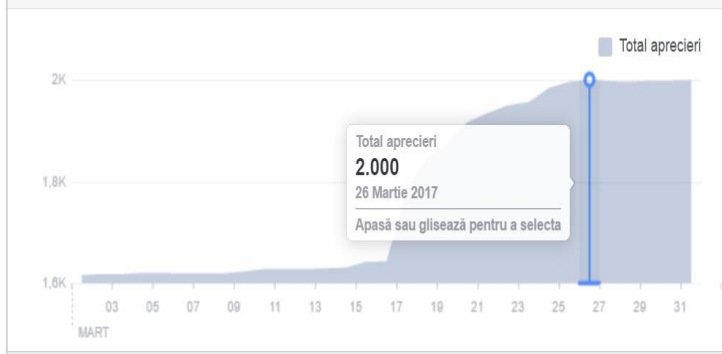 Total aprecieri
2K
1,8K
1,6K
Total aprecieri
2.000
26 Martie 2017
Apasă sau glisează pentru a selecta
03 05 07 09 11 13 15 17 19 21 23 25 27 29 31
MART